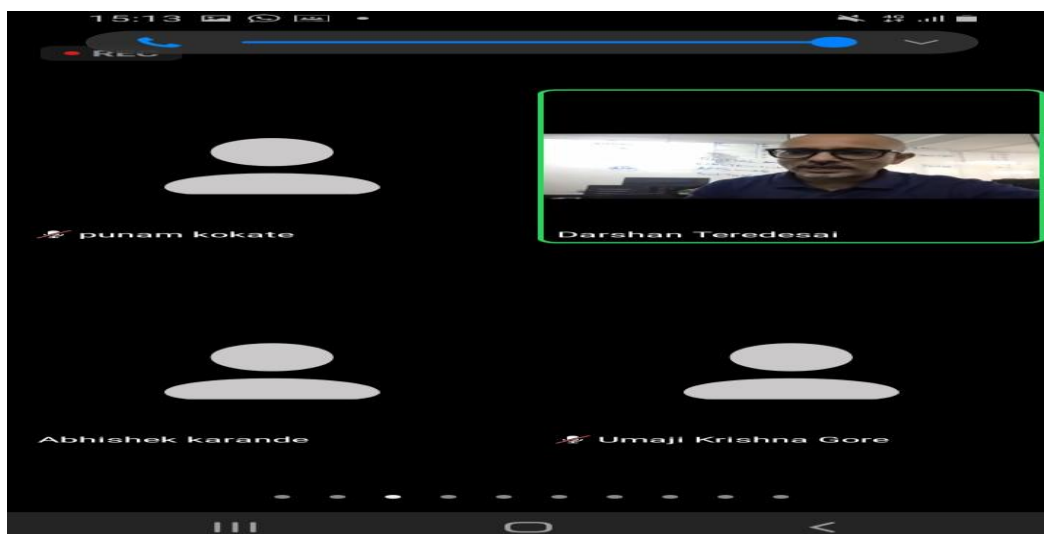 15:13
REC
punam kokate
Darshan Teredesai
Abhishek karande
Umaji Krishna Gore